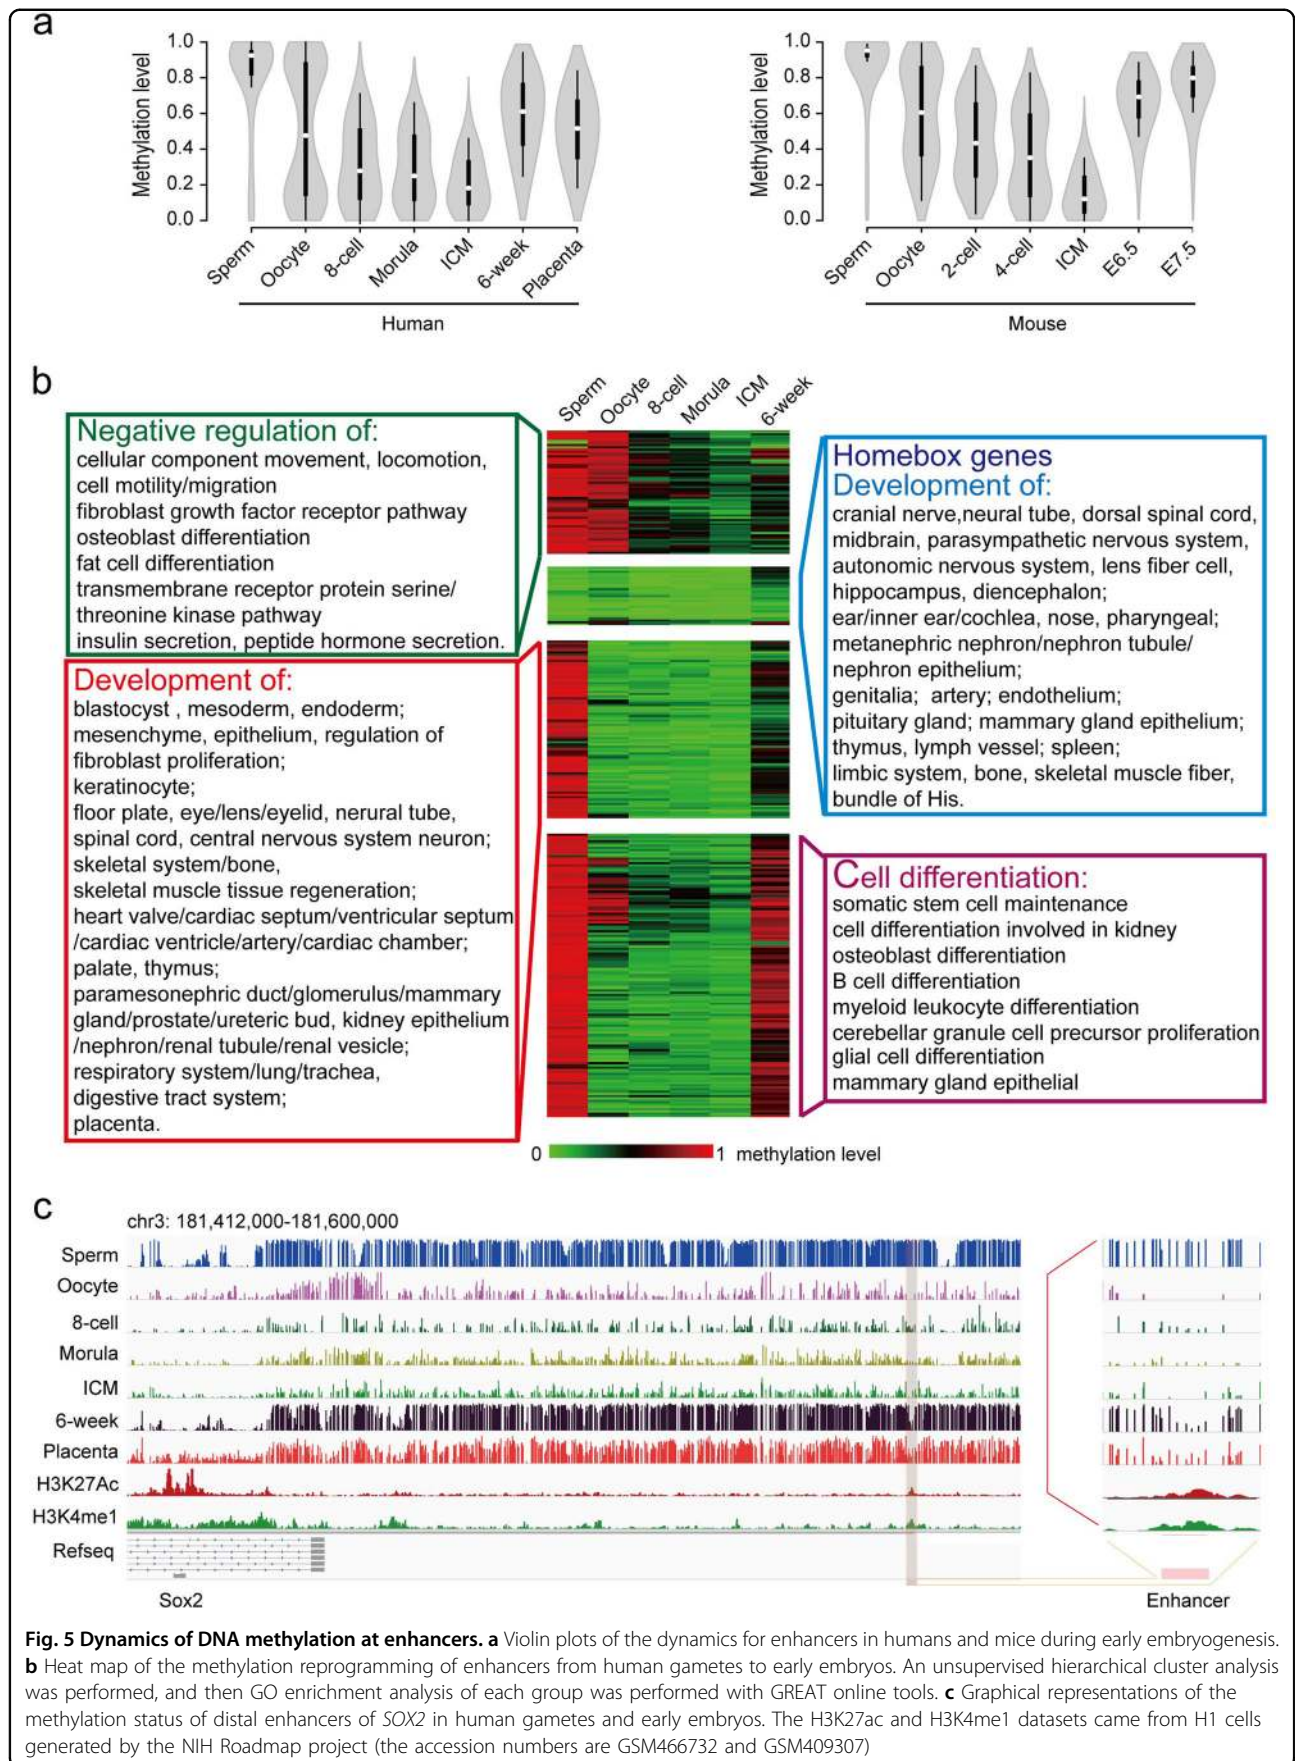 a
Methylation level
1.0
0.8
0.6
0.4
0.2
0.0
Sperm
Oocyte
8-cell
Morula
ICM
6-week
Placenta
Human
Methylation level
1.0
0.8
0.6
0.4
0.2
0.0
Sperm
Oocyte
2-cell
4-cell
ICM
E6.5
E7.5
Mouse
b
Sperm
Oocyte
8-cell
Morula
ICM
6-week
Negative regulation of:
cellular component movement, locomotion,
cell motility/migration
fibroblast growth factor receptor pathway
osteoblast differentiation
fat cell differentiation
transmembrane receptor protein serine/
threonine kinase pathway
insulin secretion, peptide hormone secretion.
Development of:
blastocyst , mesoderm, endoderm;
mesenchyme, epithelium, regulation of
fibroblast proliferation;
keratinocyte;
floor plate, eye/lens/eyelid, nerural tube,
spinal cord, central nervous system neuron;
skeletal system/bone,
skeletal muscle tissue regeneration;
heart valve/cardiac septum/ventricular septum
/cardiac ventricle/artery/cardiac chamber;
palate, thymus;
paramesonephric duct/glomerulus/mammary
gland/prostate/ureteric bud, kidney epithelium
/nephron/renal tubule/renal vesicle;
respiratory system/lung/trachea,
digestive tract system;
placenta.
Homebox genes
Development of:
cranial nerve,neural tube, dorsal spinal cord,
midbrain, parasympathetic nervous system,
autonomic nervous system, lens fiber cell,
hippocampus, diencephalon;
ear/inner ear/cochlea, nose, pharyngeal;
metanephric nephron/nephron tubule/
nephron epithelium;
genitalia; artery; endothelium;
pituitary gland; mammary gland epithelium;
thymus, lymph vessel; spleen;
limbic system, bone, skeletal muscle fiber,
bundle of His.
Cell differentiation:
somatic stem cell maintenance
cell differentiation involved in kidney
osteoblast differentiation
B cell differentiation
myeloid leukocyte differentiation
cerebellar granule cell precursor proliferation
glial cell differentiation
mammary gland epithelial
0 1 methylation level
c
chr3: 181,412,000-181,600,000
Sperm
Oocyte
8-cell
Morula
ICM
6-week
Placenta
H3K27Ac
H3K4me1
Refseq
Sox2
Enhancer
Fig. 5 Dynamics of DNA methylation at enhancers. a Violin plots of the dynamics for enhancers in humans and mice during early embryogenesis.
b Heat map of the methylation reprogramming of enhancers from human gametes to early embryos. An unsupervised hierarchical cluster analysis
was performed, and then GO enrichment analysis of each group was performed with GREAT online tools. c Graphical representations of the
methylation status of distal enhancers of SOX2 in human gametes and early embryos. The H3K27ac and H3K4me1 datasets came from H1 cells
generated by the NIH Roadmap project (the accession numbers are GSM466732 and GSM409307)